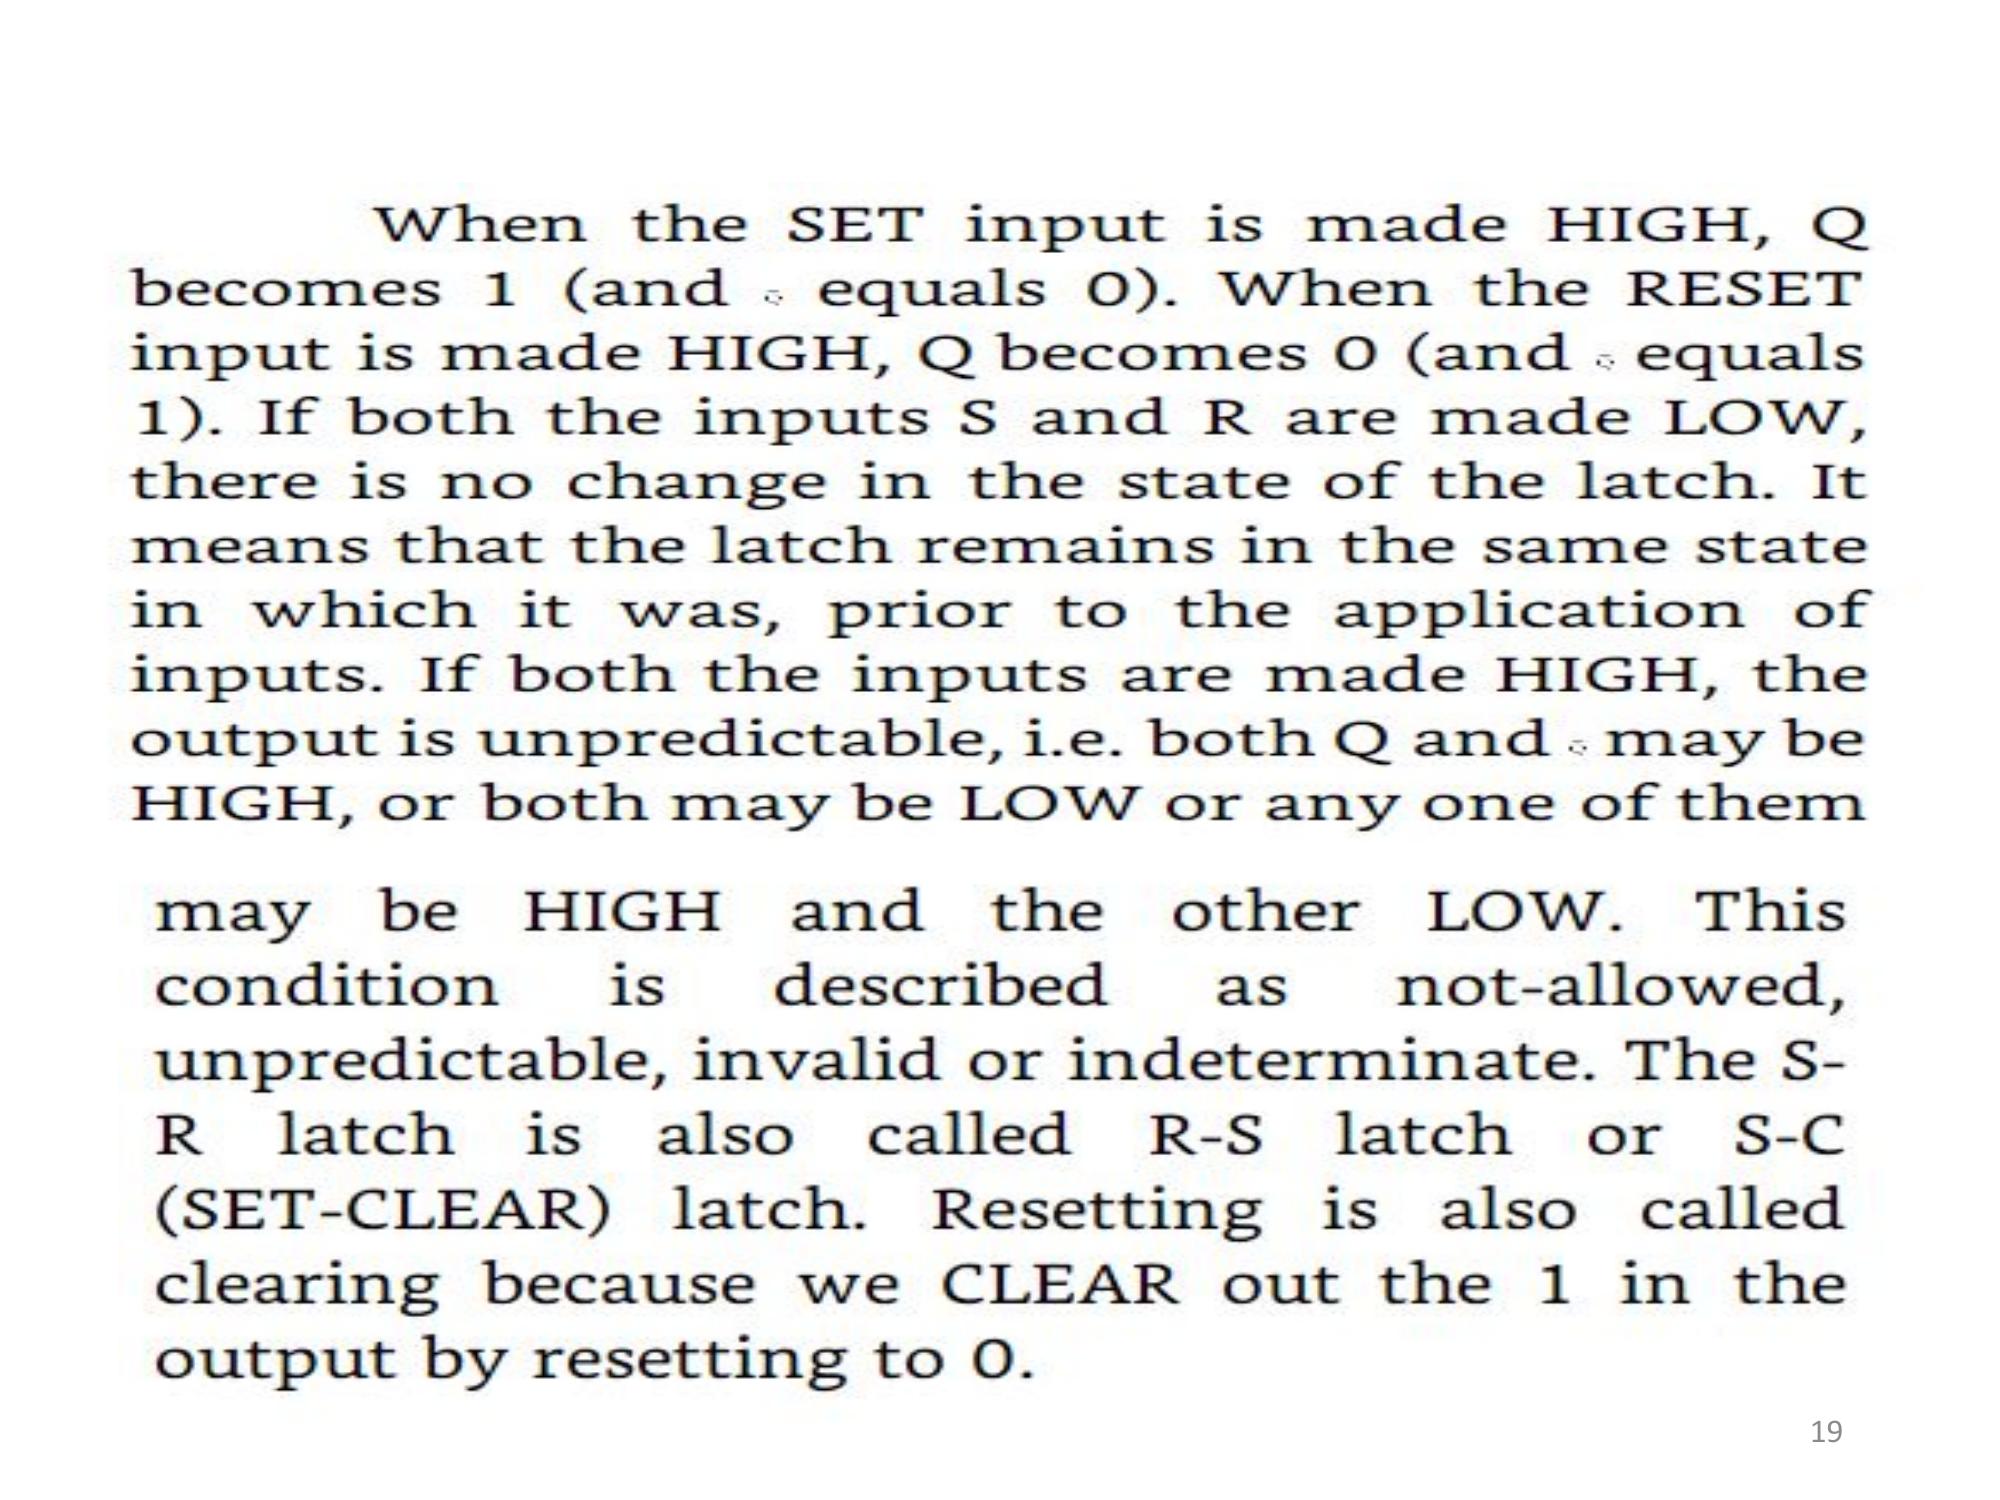 When the SET input is made HIGH, Q
becomes 1 (and equals 0). When the RESET
input is made HIGH, Q becomes 0 (and equals
1). If both the inputs S and R are made LOW,
there is no change in the state of the latch. It
means that the latch remains in the same state
in which it was, prior to the application of
inputs. If both the inputs are made HIGH, the
output is unpredictable, i.e. both Q and may be
HIGH, or both may be LOW or any one of them
may be HIGH and the other LOW. This
condition is described as not-allowed,
unpredictable, invalid or indeterminate. The S-
R latch is also called R-S latch or S-C
(SET-CLEAR) latch. Resetting is also called
clearing because we CLEAR out the 1 in the
output by resetting to 0.
19